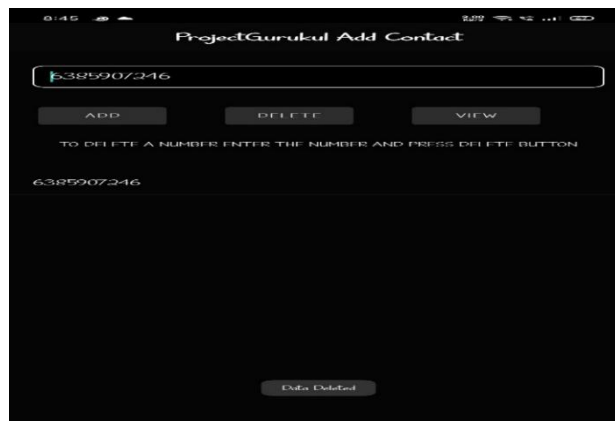 8:45
ProjectGurukul Add Contact
6385907246
ADD DELETE VIEW
TO DELETE A NUMBER ENTER THE NUMBER AND PRESS DELETE BUTTON
6385907246
Data Deleted